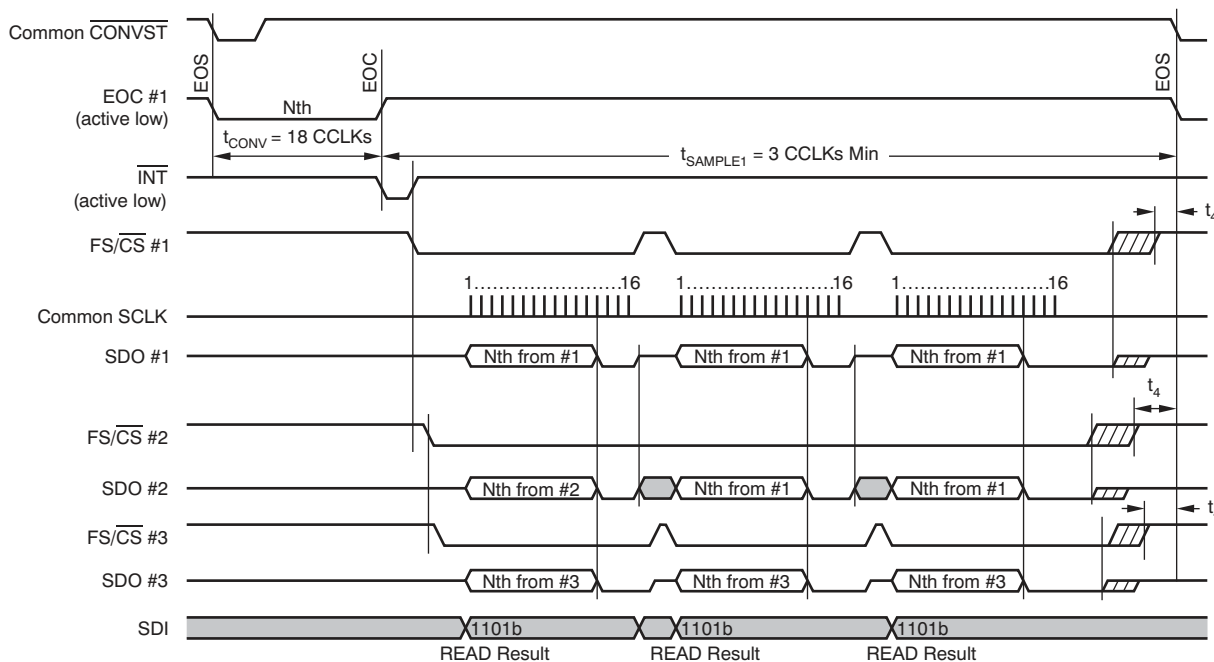 Common CONVST
EOS
EOC
EOS
EOC #1
(active low)
Nth
tCONV = 18 CCLKs
tSAMPLE1 = 3 CCLKs Min
INT
(active low)
t4
FS/CS #1
1.......................16
1.......................16
1.......................16
Common SCLK
SDO #1
Nth from #1
Nth from #1
Nth from #1
t4
FS/CS #2
SDO #2
Nth from #2
Nth from #1
Nth from #1
FS/CS #3
SDO #3
Nth from #3
Nth from #3
Nth from #3
SDI
1101b
1101b
1101b
READ Result
READ Result
READ Result